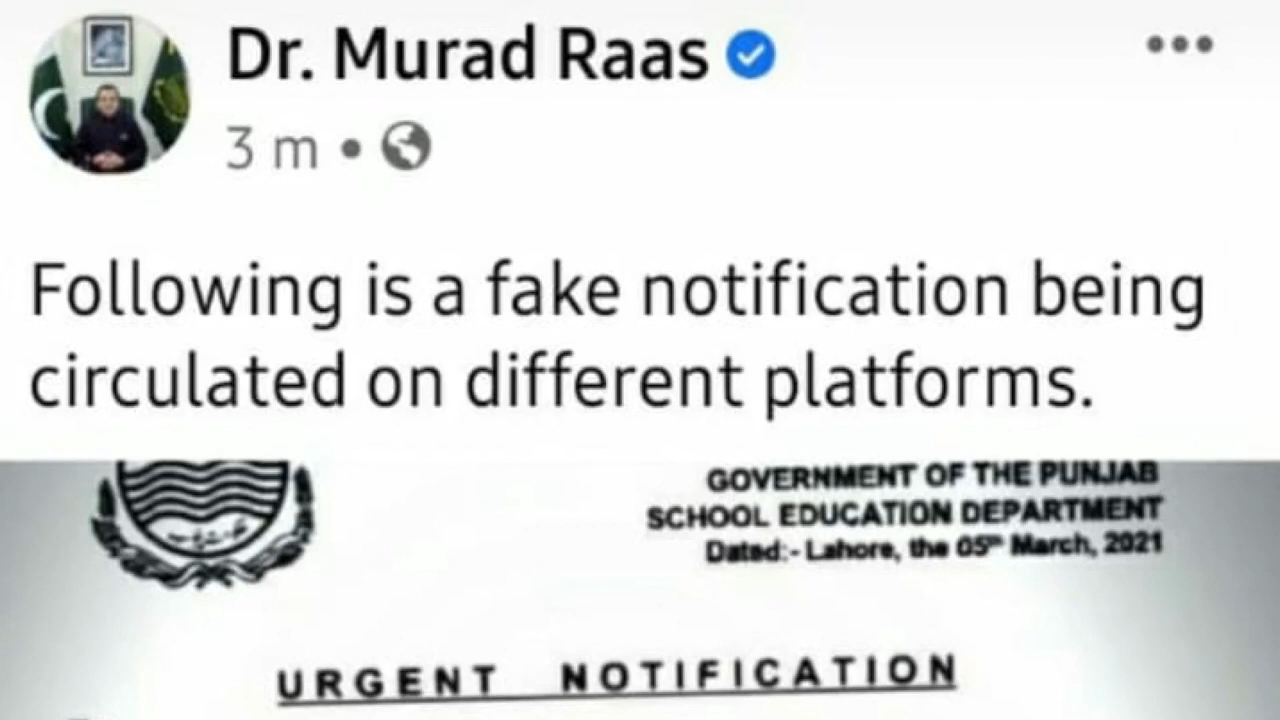 Dr. Murad Raas
3 m
Following is a fake notification being
circulated on different platforms.
GOVERNMENT OF THE PUNJAB
SCHOOL EDUCATION DEPARTMENT
Dated:- Lahore, the 05th March, 2021
URGENT NOTIFICATION